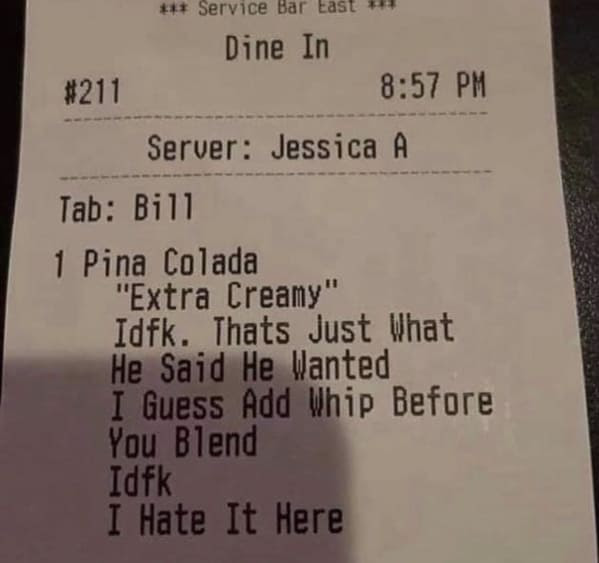 *** Service Bar East ***
Dine In
#211 8:57 PM
Server: Jessica A
Tab: Bill
1 Pina Colada
"Extra Creamy"
Idfk. Thats Just What
He Said He Wanted
I Guess Add Whip Before
You Blend
Idfk
I Hate It Here